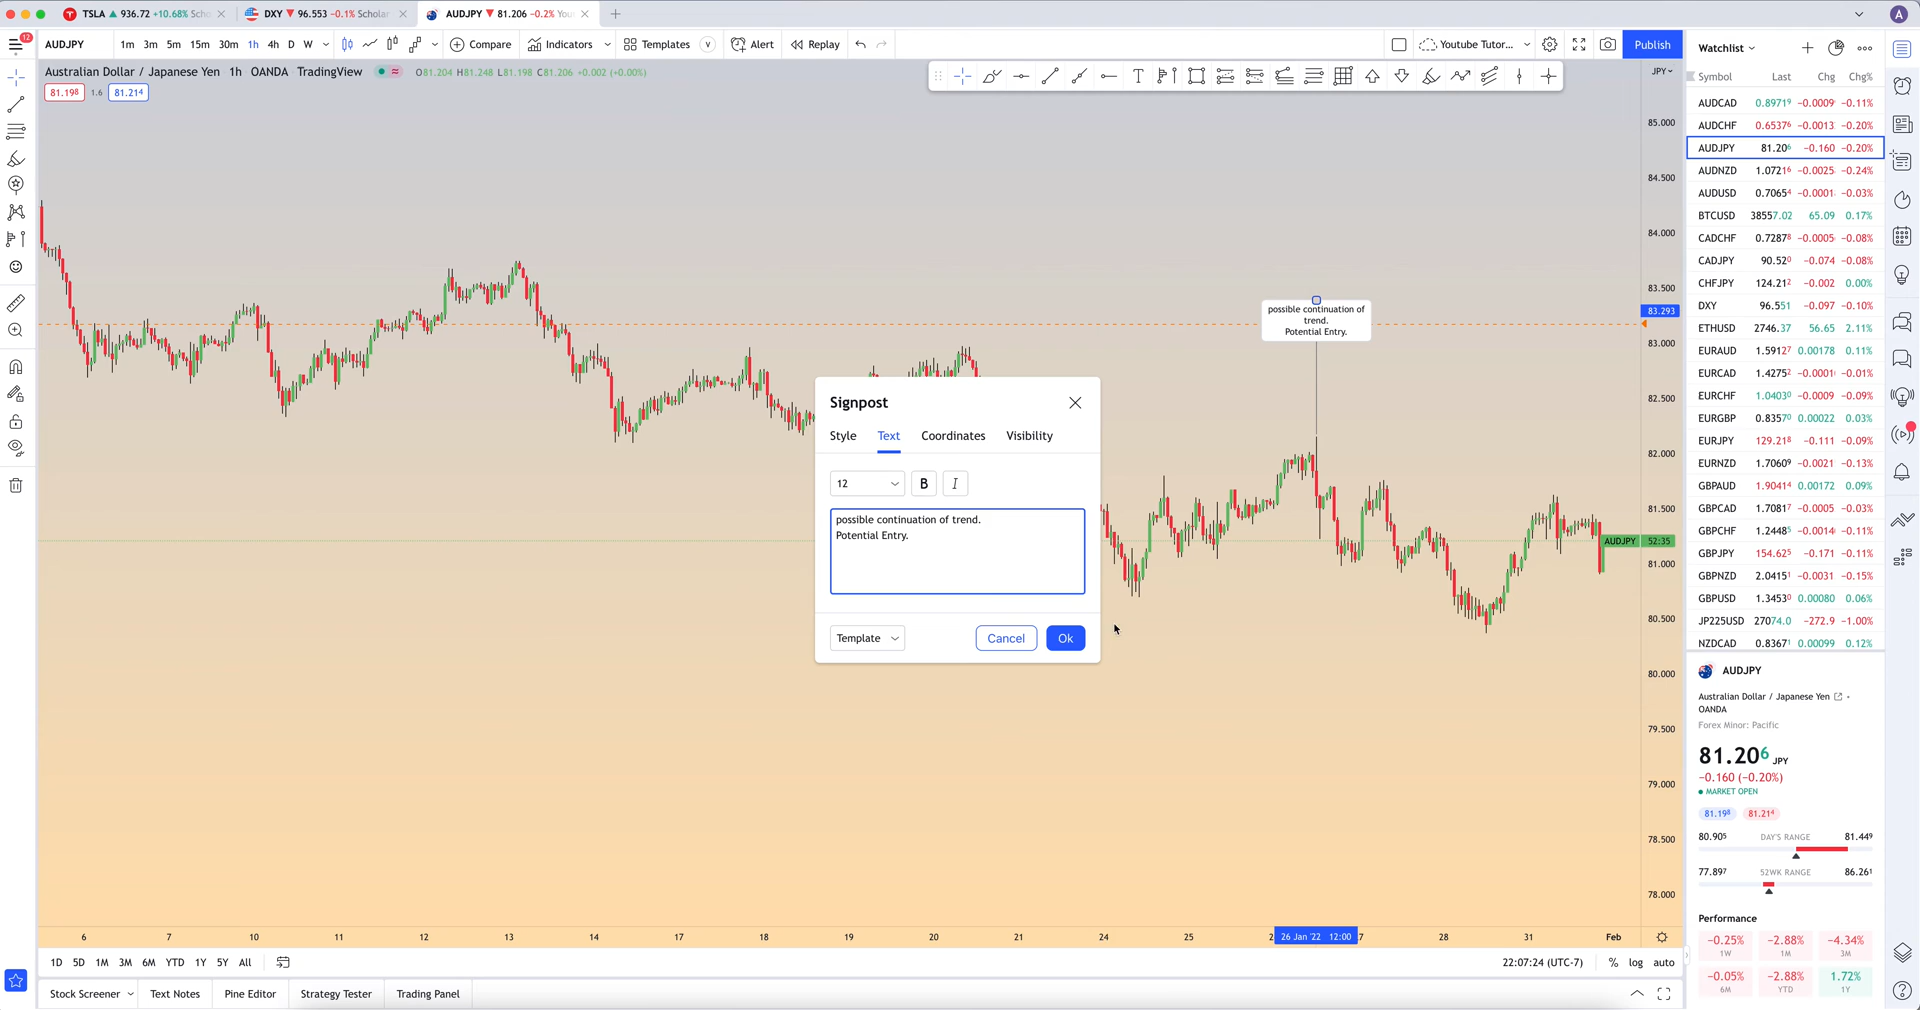 TSLA ▲ 936.72 +10.68% Scho
DXY ▼ 96.553 −0.1% Scholar
AUDJPY ▼ 81.206 −0.2% You
A
12
AUDJPY
1m 3m 5m 15m 30m 1h 4h D W
Compare
Indicators
Templates
Alert
Replay
Youtube Tutor...
Publish
Australian Dollar / Japanese Yen 1h OANDA TradingView
O81.204 H81.248 L81.198 C81.206 +0.002 (+0.00%)
81.198 1.6 81.214
JPY
85.000
84.500
84.000
83.500
83.293
83.000
82.500
82.000
81.500
AUDJPY 52:35
81.000
80.500
80.000
79.500
79.000
78.500
78.000
possible continuation of
trend.
Potential Entry.
Signpost
Style Text Coordinates Visibility
12 B I
possible continuation of trend.
Potential Entry.
Template Cancel Ok
6 7 10 11 12 13 14 17 18 19 20 21 24 25 2 26 Jan '22 12:00 7 28 31 Feb
1D 5D 1M 3M 6M YTD 1Y 5Y All
22:07:24 (UTC-7) % log auto
Stock Screener Text Notes Pine Editor Strategy Tester Trading Panel
Watchlist
Symbol Last Chg Chg%
AUDCAD 0.89719 −0.0009 −0.11%
AUDCHF 0.65376 −0.0013 −0.20%
AUDJPY 81.206 −0.160 −0.20%
AUDNZD 1.07216 −0.0025 −0.24%
AUDUSD 0.70654 −0.0001 −0.03%
BTCUSD 38557.02 65.09 0.17%
CADCHF 0.72878 −0.0005 −0.08%
CADJPY 90.520 −0.074 −0.08%
CHFJPY 124.212 −0.002 0.00%
DXY 96.551 −0.097 −0.10%
ETHUSD 2746.37 56.65 2.11%
EURAUD 1.59127 0.00178 0.11%
EURCAD 1.42752 −0.0001 −0.01%
EURCHF 1.04030 −0.0009 −0.09%
EURGBP 0.83570 0.00022 0.03%
EURJPY 129.218 −0.111 −0.09%
EURNZD 1.70609 −0.0021 −0.13%
GBPAUD 1.90414 0.00172 0.09%
GBPCAD 1.70817 −0.0005 −0.03%
GBPCHF 1.24485 −0.0014 −0.11%
GBPJPY 154.625 −0.171 −0.11%
GBPNZD 2.04151 −0.0031 −0.15%
GBPUSD 1.34530 0.00080 0.06%
JP225USD 27074.0 −272.9 −1.00%
NZDCAD 0.83671 0.00099 0.12%
AUDJPY
Australian Dollar / Japanese Yen
OANDA
Forex Minor: Pacific
81.206 JPY
−0.160 (−0.20%)
MARKET OPEN
81.198 81.214
80.905 DAY'S RANGE 81.449
77.897 52WK RANGE 86.261
Performance
−0.25% −2.88% −4.34%
1W 1M 3M
−0.05% −2.88% 1.72%
6M YTD 1Y